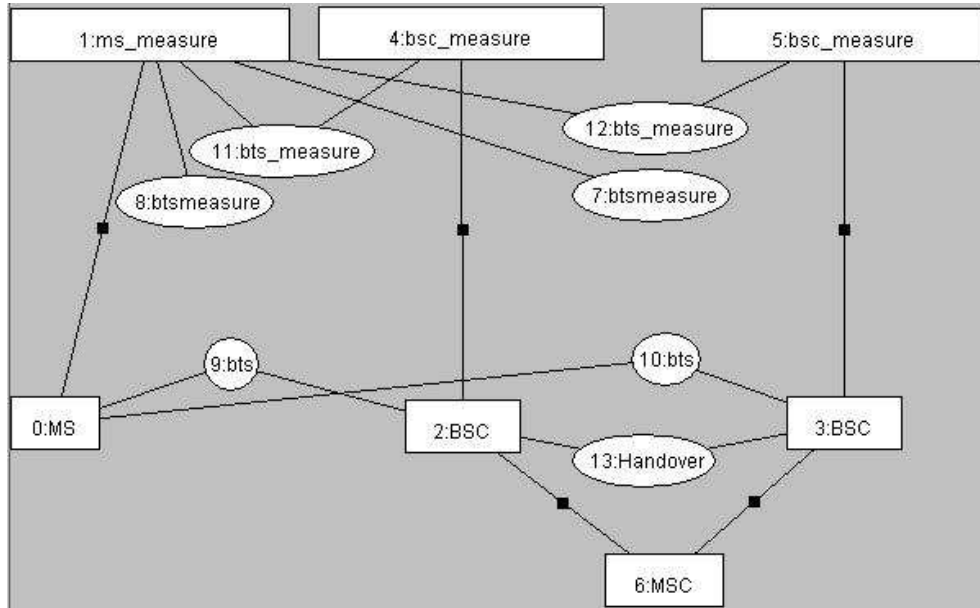 1:ms_measure
4:bsc_measure
5:bsc_measure
12:bts_measure
11:bts_measure
8:btsmeasure
7:btsmeasure
9:bts
10:bts
0:MS
2:BSC
3:BSC
13:Handover
6:MSC